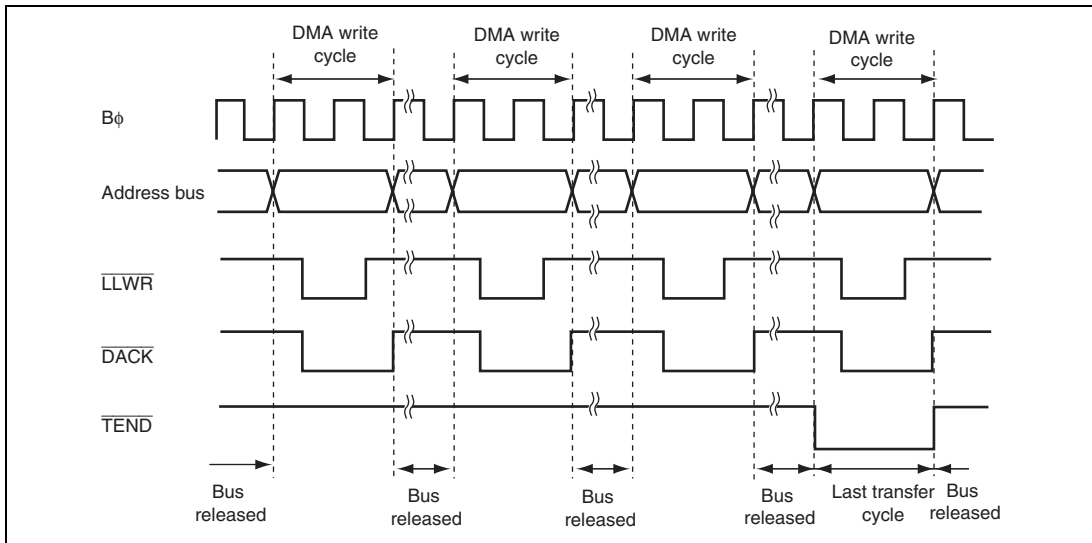 DMA write
cycle
DMA write
cycle
DMA write
cycle
DMA write
cycle
Bφ
Address bus
LLWR
DACK
TEND
Bus
released
Bus
released
Bus
released
Bus
released
Last transfer
cycle
Bus
released